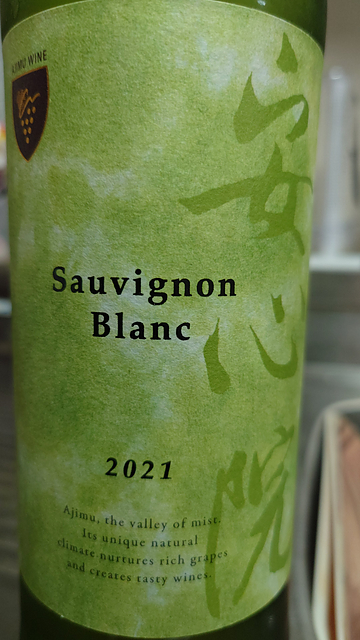 AJIMU WINE
安心院
Sauvignon
Blanc
2021
Ajimu, the valley of mist.
Its unique natural
climate nurtures rich grapes
and creates tasty wines.